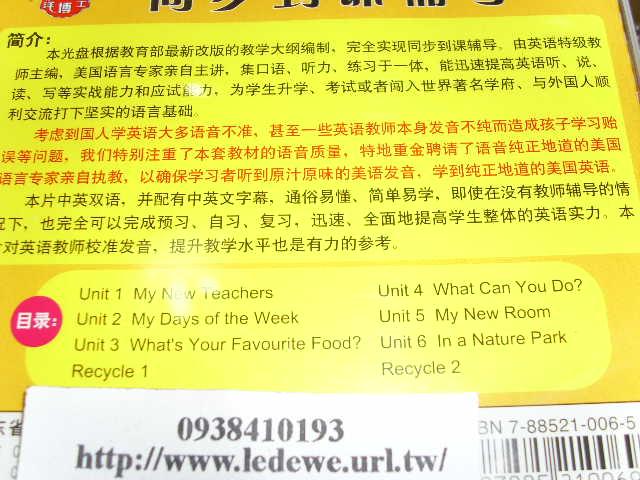 同步到课辅导
简介：
本光盘根据教育部最新改版的教学大纲编制，完全实现同步到课辅导。由英语特级教
师主编，美国语言专家亲自主讲，集口语、听力、练习于一体，能迅速提高英语听、说、
读、写等实战能力和应试能力，为学生升学、考试或者闯入世界著名学府、与外国人顺
利交流打下坚实的语言基础。
考虑到国人学英语大多语音不准，甚至一些英语教师本身发音不纯而造成孩子学习贻
误等问题，我们特别注重了本套教材的语音质量，特地重金聘请了语音纯正地道的美国
语言专家亲自执教，以确保学习者听到原汁原味的美语发音，学到纯正地道的美国英语。
本片中英双语，并配有中英文字幕，通俗易懂、简单易学，即使在没有教师辅导的情
况下，也完全可以完成预习、自习、复习，迅速、全面地提高学生整体的英语实力。本
对英语教师校准发音，提升教学水平也是有力的参考。
目录：
Unit 1 My New Teachers
Unit 2 My Days of the Week
Unit 3 What's Your Favourite Food?
Recycle 1
Unit 4 What Can You Do?
Unit 5 My New Room
Unit 6 In a Nature Park
Recycle 2
BN 7-88521-006-5
0938410193
http://www.ledewe.url.tw/